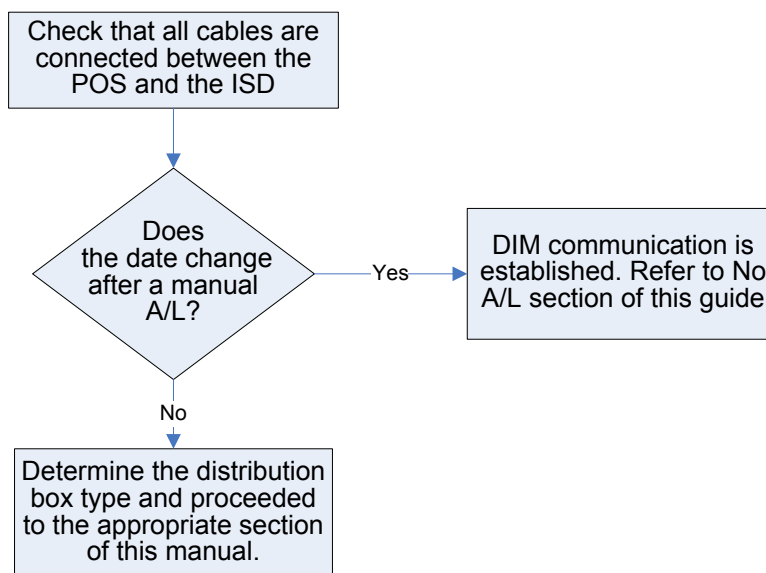 Check that all cables are
connected between the
POS and the ISD
Does
the date change
after a manual
A/L?
Yes
DIM communication is
established. Refer to No
A/L section of this guide
No
Determine the distribution
box type and proceeded
to the appropriate section
of this manual.